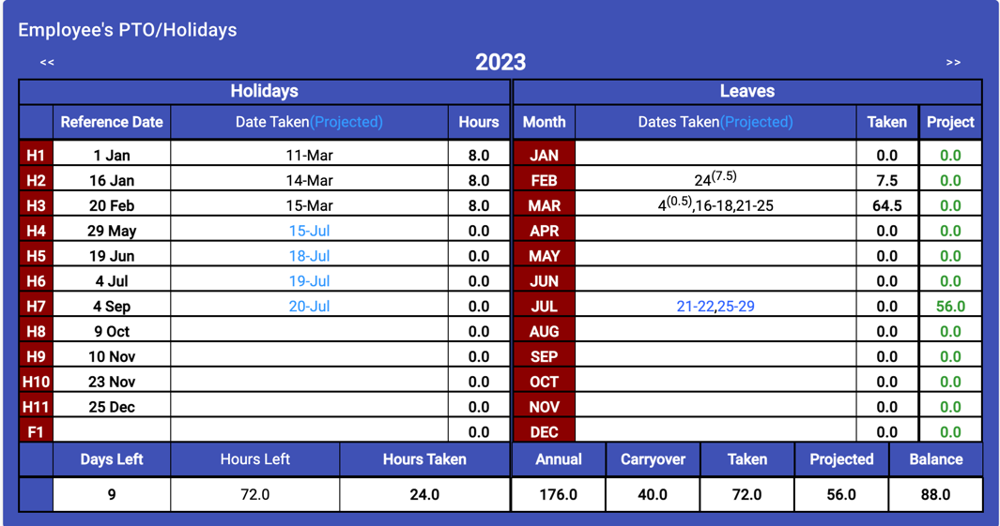 Employee's PTO/Holidays
<< 2023 >>
Holidays Leaves
Reference Date Date Taken(Projected) Hours Month Dates Taken(Projected) Taken Project
H1 1 Jan 11-Mar 8.0 JAN 0.0 0.0
H2 16 Jan 14-Mar 8.0 FEB 24(7.5) 7.5 0.0
H3 20 Feb 15-Mar 8.0 MAR 4(0.5),16-18,21-25 64.5 0.0
H4 29 May 15-Jul 0.0 APR 0.0 0.0
H5 19 Jun 18-Jul 0.0 MAY 0.0 0.0
H6 4 Jul 19-Jul 0.0 JUN 0.0 0.0
H7 4 Sep 20-Jul 0.0 JUL 21-22,25-29 0.0 56.0
H8 9 Oct 0.0 AUG 0.0 0.0
H9 10 Nov 0.0 SEP 0.0 0.0
H10 23 Nov 0.0 OCT 0.0 0.0
H11 25 Dec 0.0 NOV 0.0 0.0
F1 0.0 DEC 0.0 0.0
Days Left Hours Left Hours Taken Annual Carryover Taken Projected Balance
9 72.0 24.0 176.0 40.0 72.0 56.0 88.0